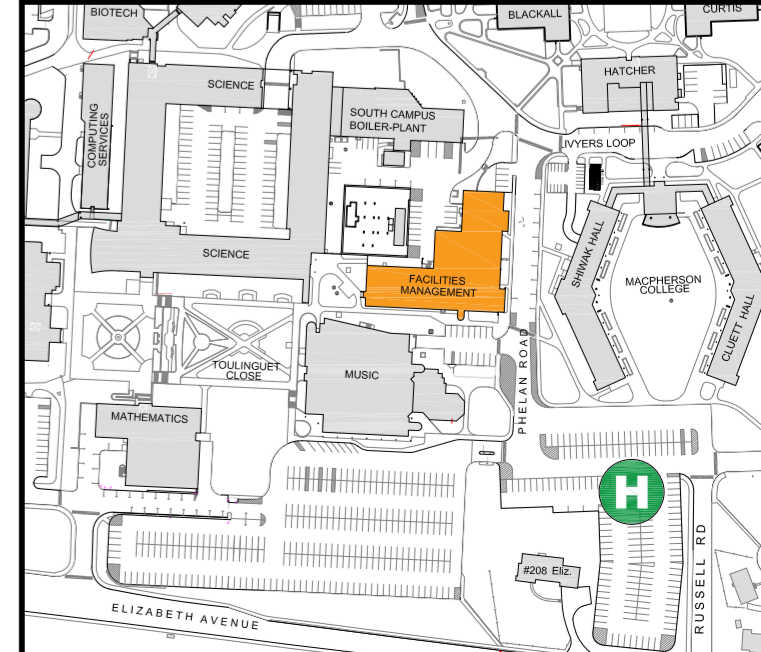 BIOTECH
BLACKALL
CURTIS
SCIENCE
HATCHER
COMPUTING
SERVICES
SOUTH CAMPUS
BOILER-PLANT
LIVYERS LOOP
SCIENCE
SHIWAK HALL
FACILITIES
MANAGEMENT
MACPHERSON
COLLEGE
CLUETT HALL
TOULINGUET
CLOSE
MUSIC
PHELAN ROAD
MATHEMATICS
H
#208 Eliz.
RUSSELL RD
ELIZABETH AVENUE